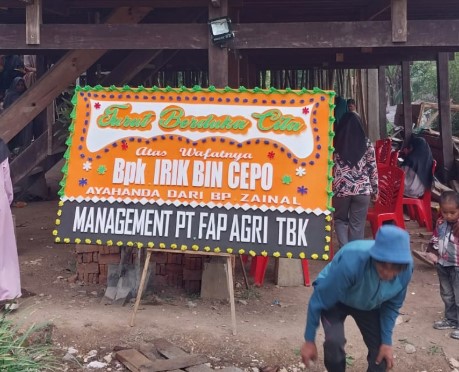 Turut Berduka Cita
Atas Wafatnya
Bpk IRIK BIN CEPO
AYAHANDA DARI BP ZAINAL
MANAGEMENT PT FAP AGRI TBK